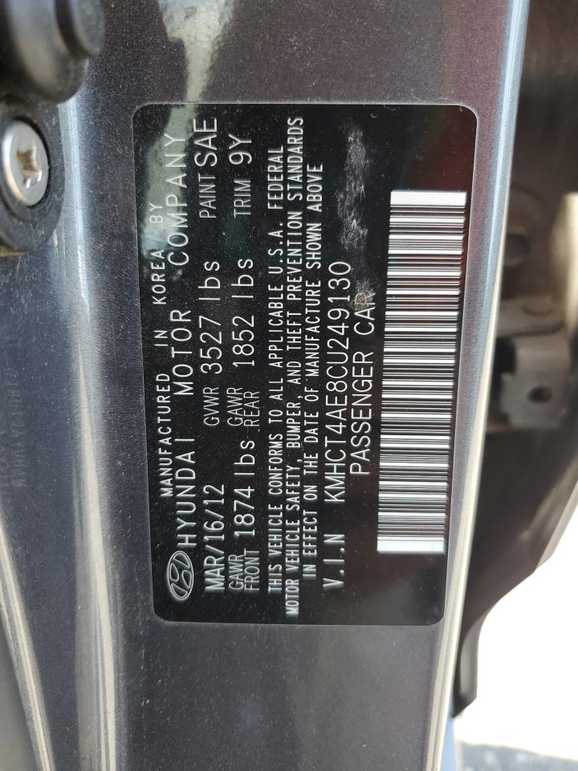 MANUFACTURED IN KOREA BY
HYUNDAI MOTOR COMPANY
MAR/16/12 GVWR 3527 lbs PAINT SAE
GAWR FRONT 1874 lbs. GAWR REAR 1852 lbs TRIM 9Y
THIS VEHICLE CONFORMS TO ALL APPLICABLE U.S.A. FEDERAL
MOTOR VEHICLE SAFETY, BUMPER, AND THEFT PREVENTION STANDARDS
IN EFFECT ON THE DATE OF MANUFACTURE SHOWN ABOVE
V.I.N KMHCT4AE8CU249130
PASSENGER CAR